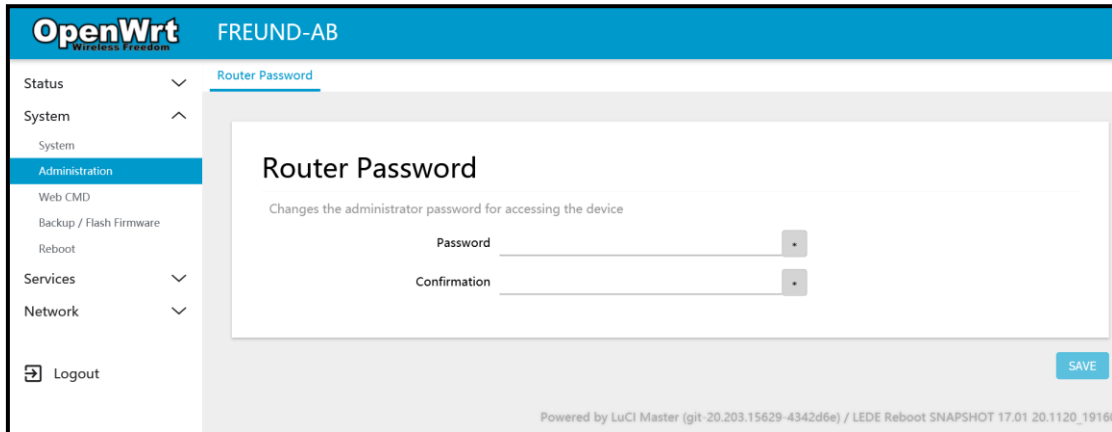 OpenWrt
Wireless Freedom
FREUND-AB
Status
System
System
Administration
Web CMD
Backup / Flash Firmware
Reboot
Services
Network
Logout
Router Password
Router Password
Changes the administrator password for accessing the device
Password *
Confirmation *
SAVE
Powered by LuCI Master (git-20.203.15629-4342d6e) / LEDE Reboot SNAPSHOT 17.01 20.1120_19160